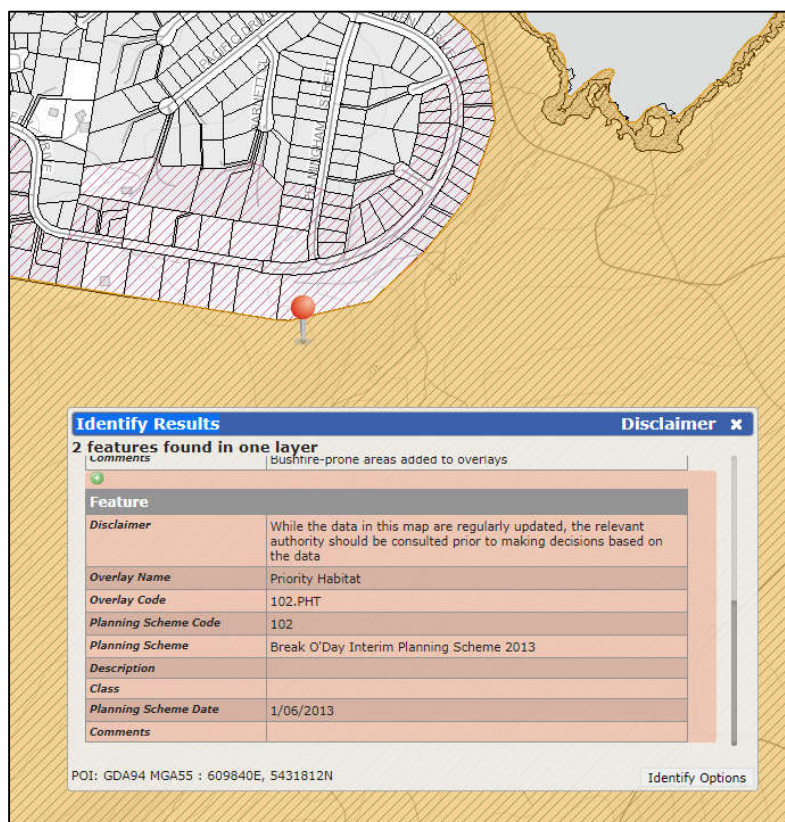 PACIFIC DRIVE
STREET
DRIVE
Identify Results
Disclaimer
2 features found in one layer
Comments
Bushfire-prone areas added to overlays
Feature
Disclaimer
While the data in this map are regularly updated, the relevant
authority should be consulted prior to making decisions based on
the data
Overlay Name
Priority Habitat
Overlay Code
102.PHT
Planning Scheme Code
102
Planning Scheme
Break O'Day Interim Planning Scheme 2013
Description
Class
Planning Scheme Date
1/06/2013
Comments
POI: GDA94 MGA55 : 609840E, 5431812N
Identify Options